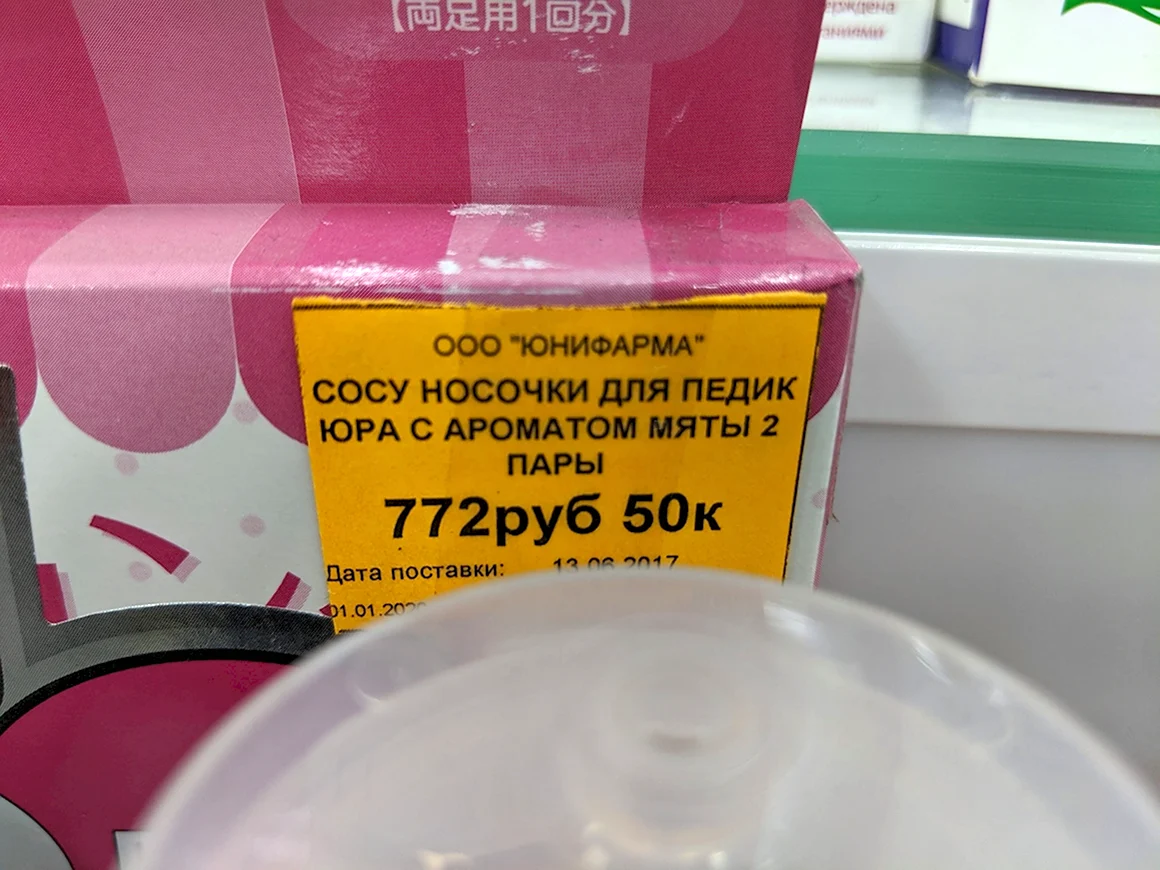 【両足用1回分】
ООО "ЮНИФАРМА"
СОСУ НОСОЧКИ ДЛЯ ПЕДИК
ЮРА С АРОМАТОМ МЯТЫ 2
ПАРЫ
772руб 50к
Дата поставки: 13.06.2017